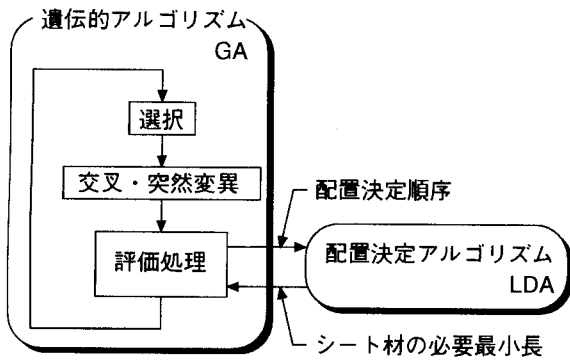 遺伝的アルゴリズム
GA
選択
交叉・突然変異
評価処理
配置決定順序
配置決定アルゴリズム
LDA
シート材の必要最小長